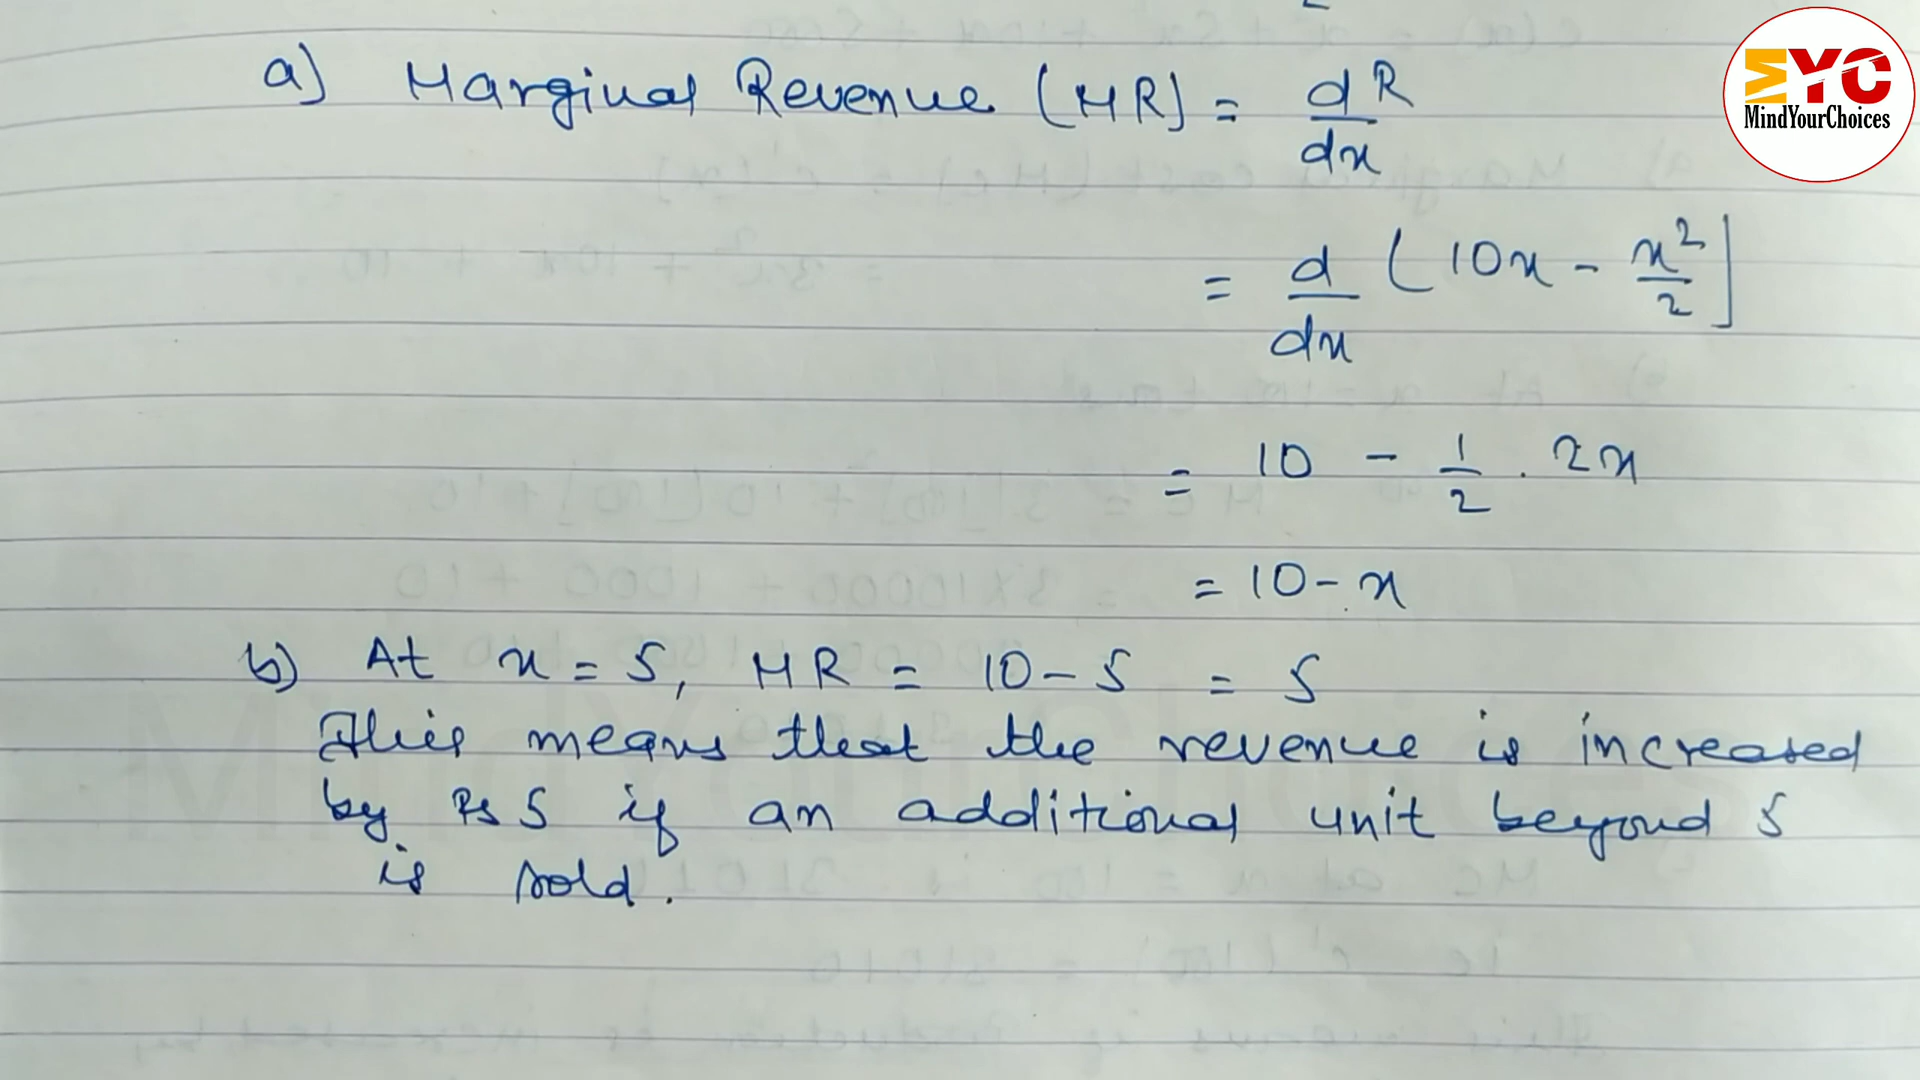 MYC
MindYourChoices
a) Marginal Revenue (MR) = dR/dx
= d/dx (10x - x²/2)
= 10 - 1/2 . 2x
= 10 - x
b) At x = 5, MR = 10 - 5 = 5
This means that the revenue is increased
by Rs 5 if an additional unit beyond 5
is sold.